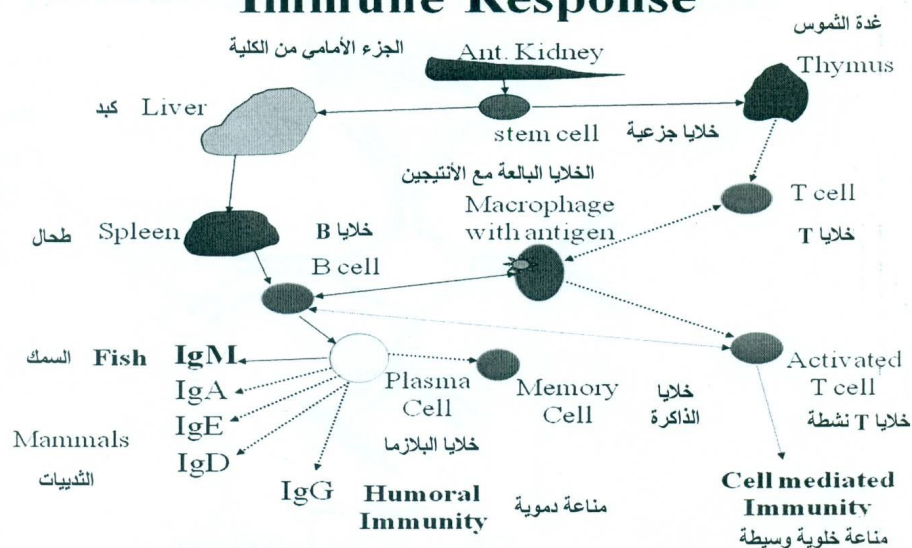 Immune Response
غدة الثموس
الجزء الأمامي من الكلية
Ant. Kidney
Thymus
كبد
Liver
stem cell
خلايا جزعية
الخلايا البالعة مع الأنتيجين
Macrophage
with antigen
T cell
خلايا T
طحال
Spleen
خلايا B
B cell
السمك
Fish
IgM
IgA
IgE
IgD
IgG
Mammals
الثدييات
Plasma
Cell
خلايا البلازما
Memory
Cell
خلايا
الذاكرة
Activated
T cell
خلايا T نشطة
Humoral
Immunity
مناعة دموية
Cell mediated
Immunity
مناعة خلوية وسيطة